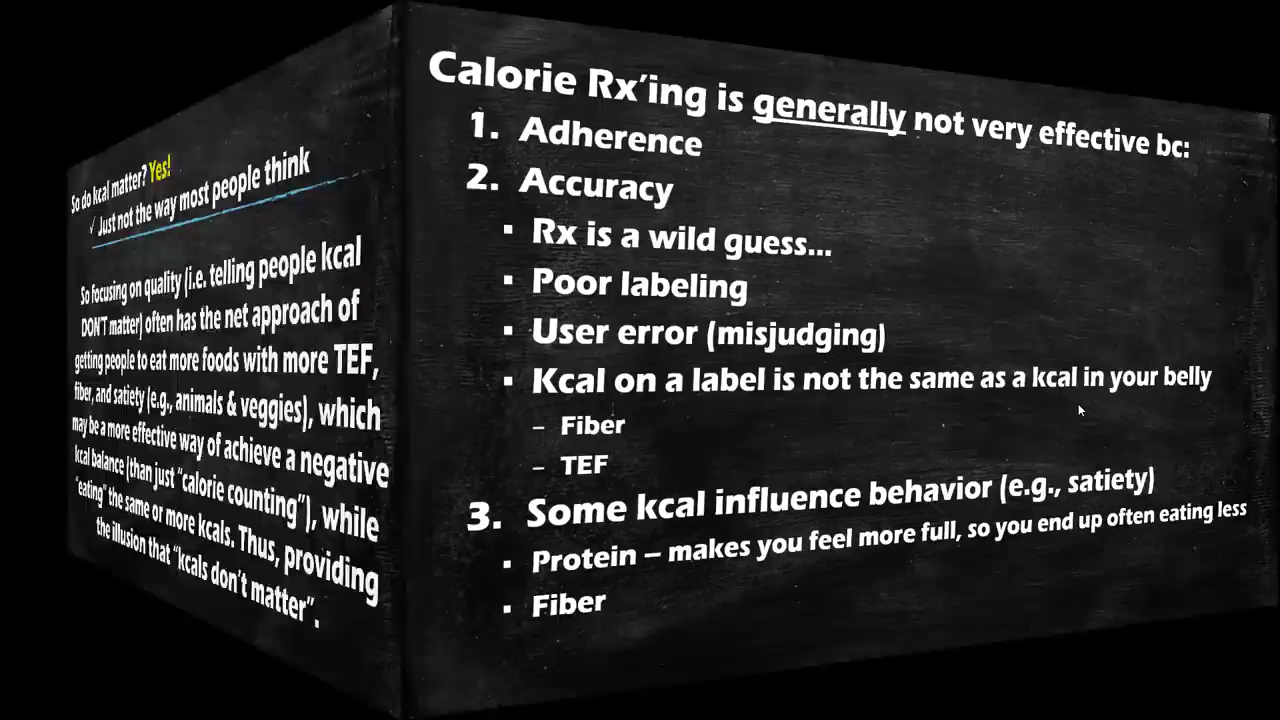 So do kcal matter? Yes!
✓ Just not the way most people think
So focusing on quality (i.e. telling people kcal
DON'T matter) often has the net approach of
getting people to eat more foods with more TEF,
fiber, and satiety (e.g., animals & veggies), which
may be a more effective way of achieve a negative
kcal balance (than just "calorie counting"), while
"eating" the same or more kcals. Thus, providing
the illusion that "kcals don't matter".
Calorie Rx'ing is generally not very effective bc:
1. Adherence
2. Accuracy
▪ Rx is a wild guess...
▪ Poor labeling
▪ User error (misjudging)
▪ Kcal on a label is not the same as a kcal in your belly
– Fiber
– TEF
3. Some kcal influence behavior (e.g., satiety)
▪ Protein – makes you feel more full, so you end up often eating less
▪ Fiber